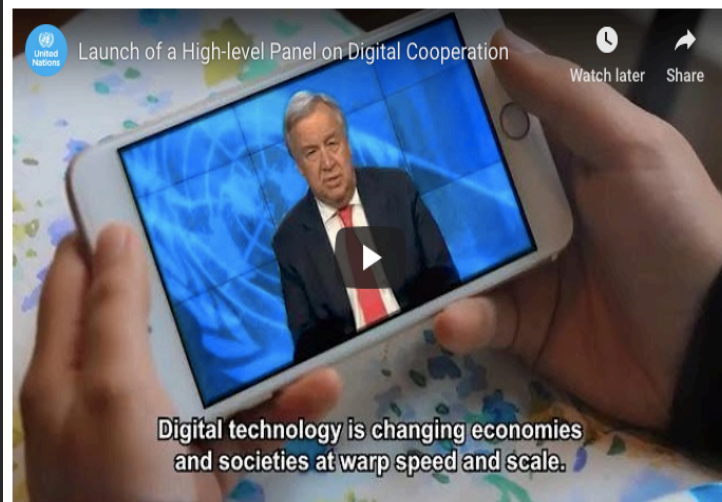 United
Nations
Launch of a High-level Panel on Digital Cooperation
Watch later
Share
Digital technology is changing economies
and societies at warp speed and scale.